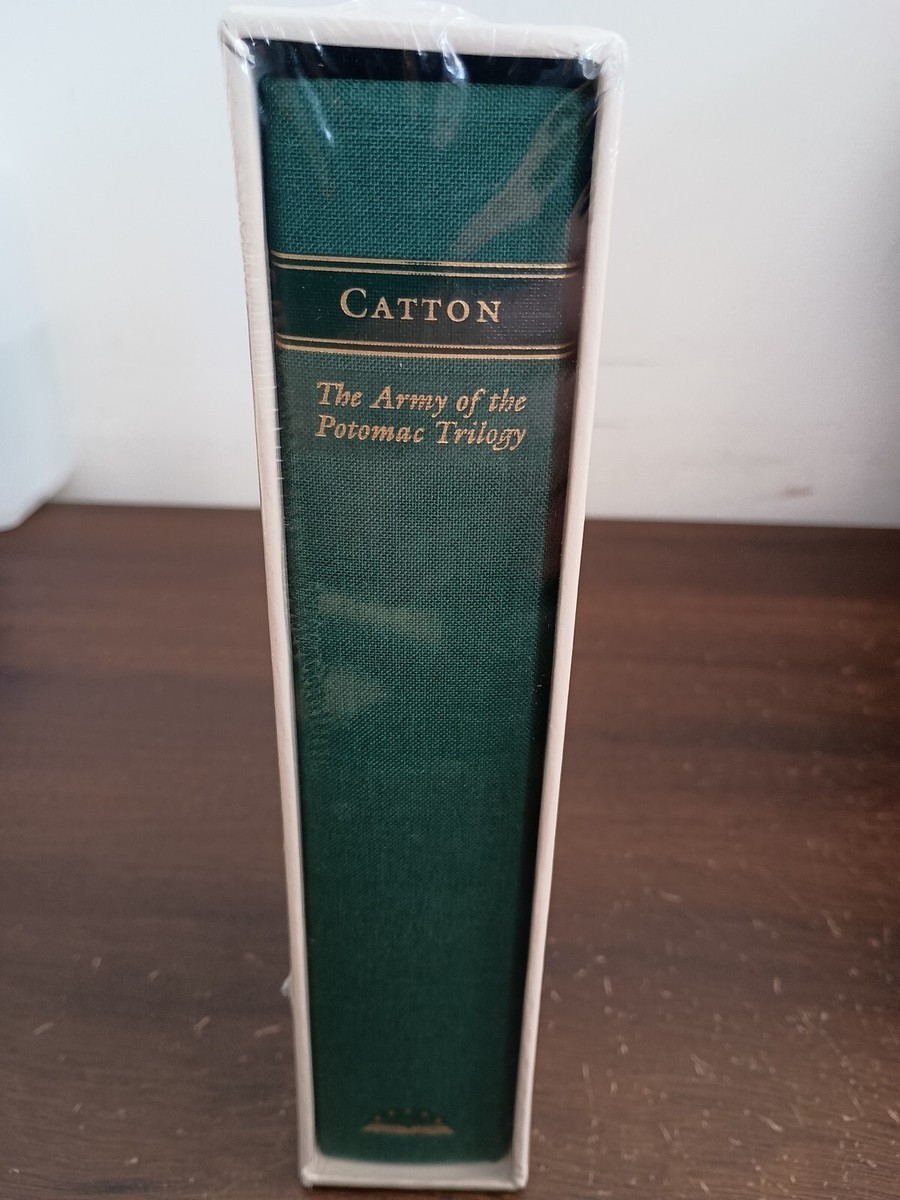 CATTON
The Army of the
Potomac Trilogy